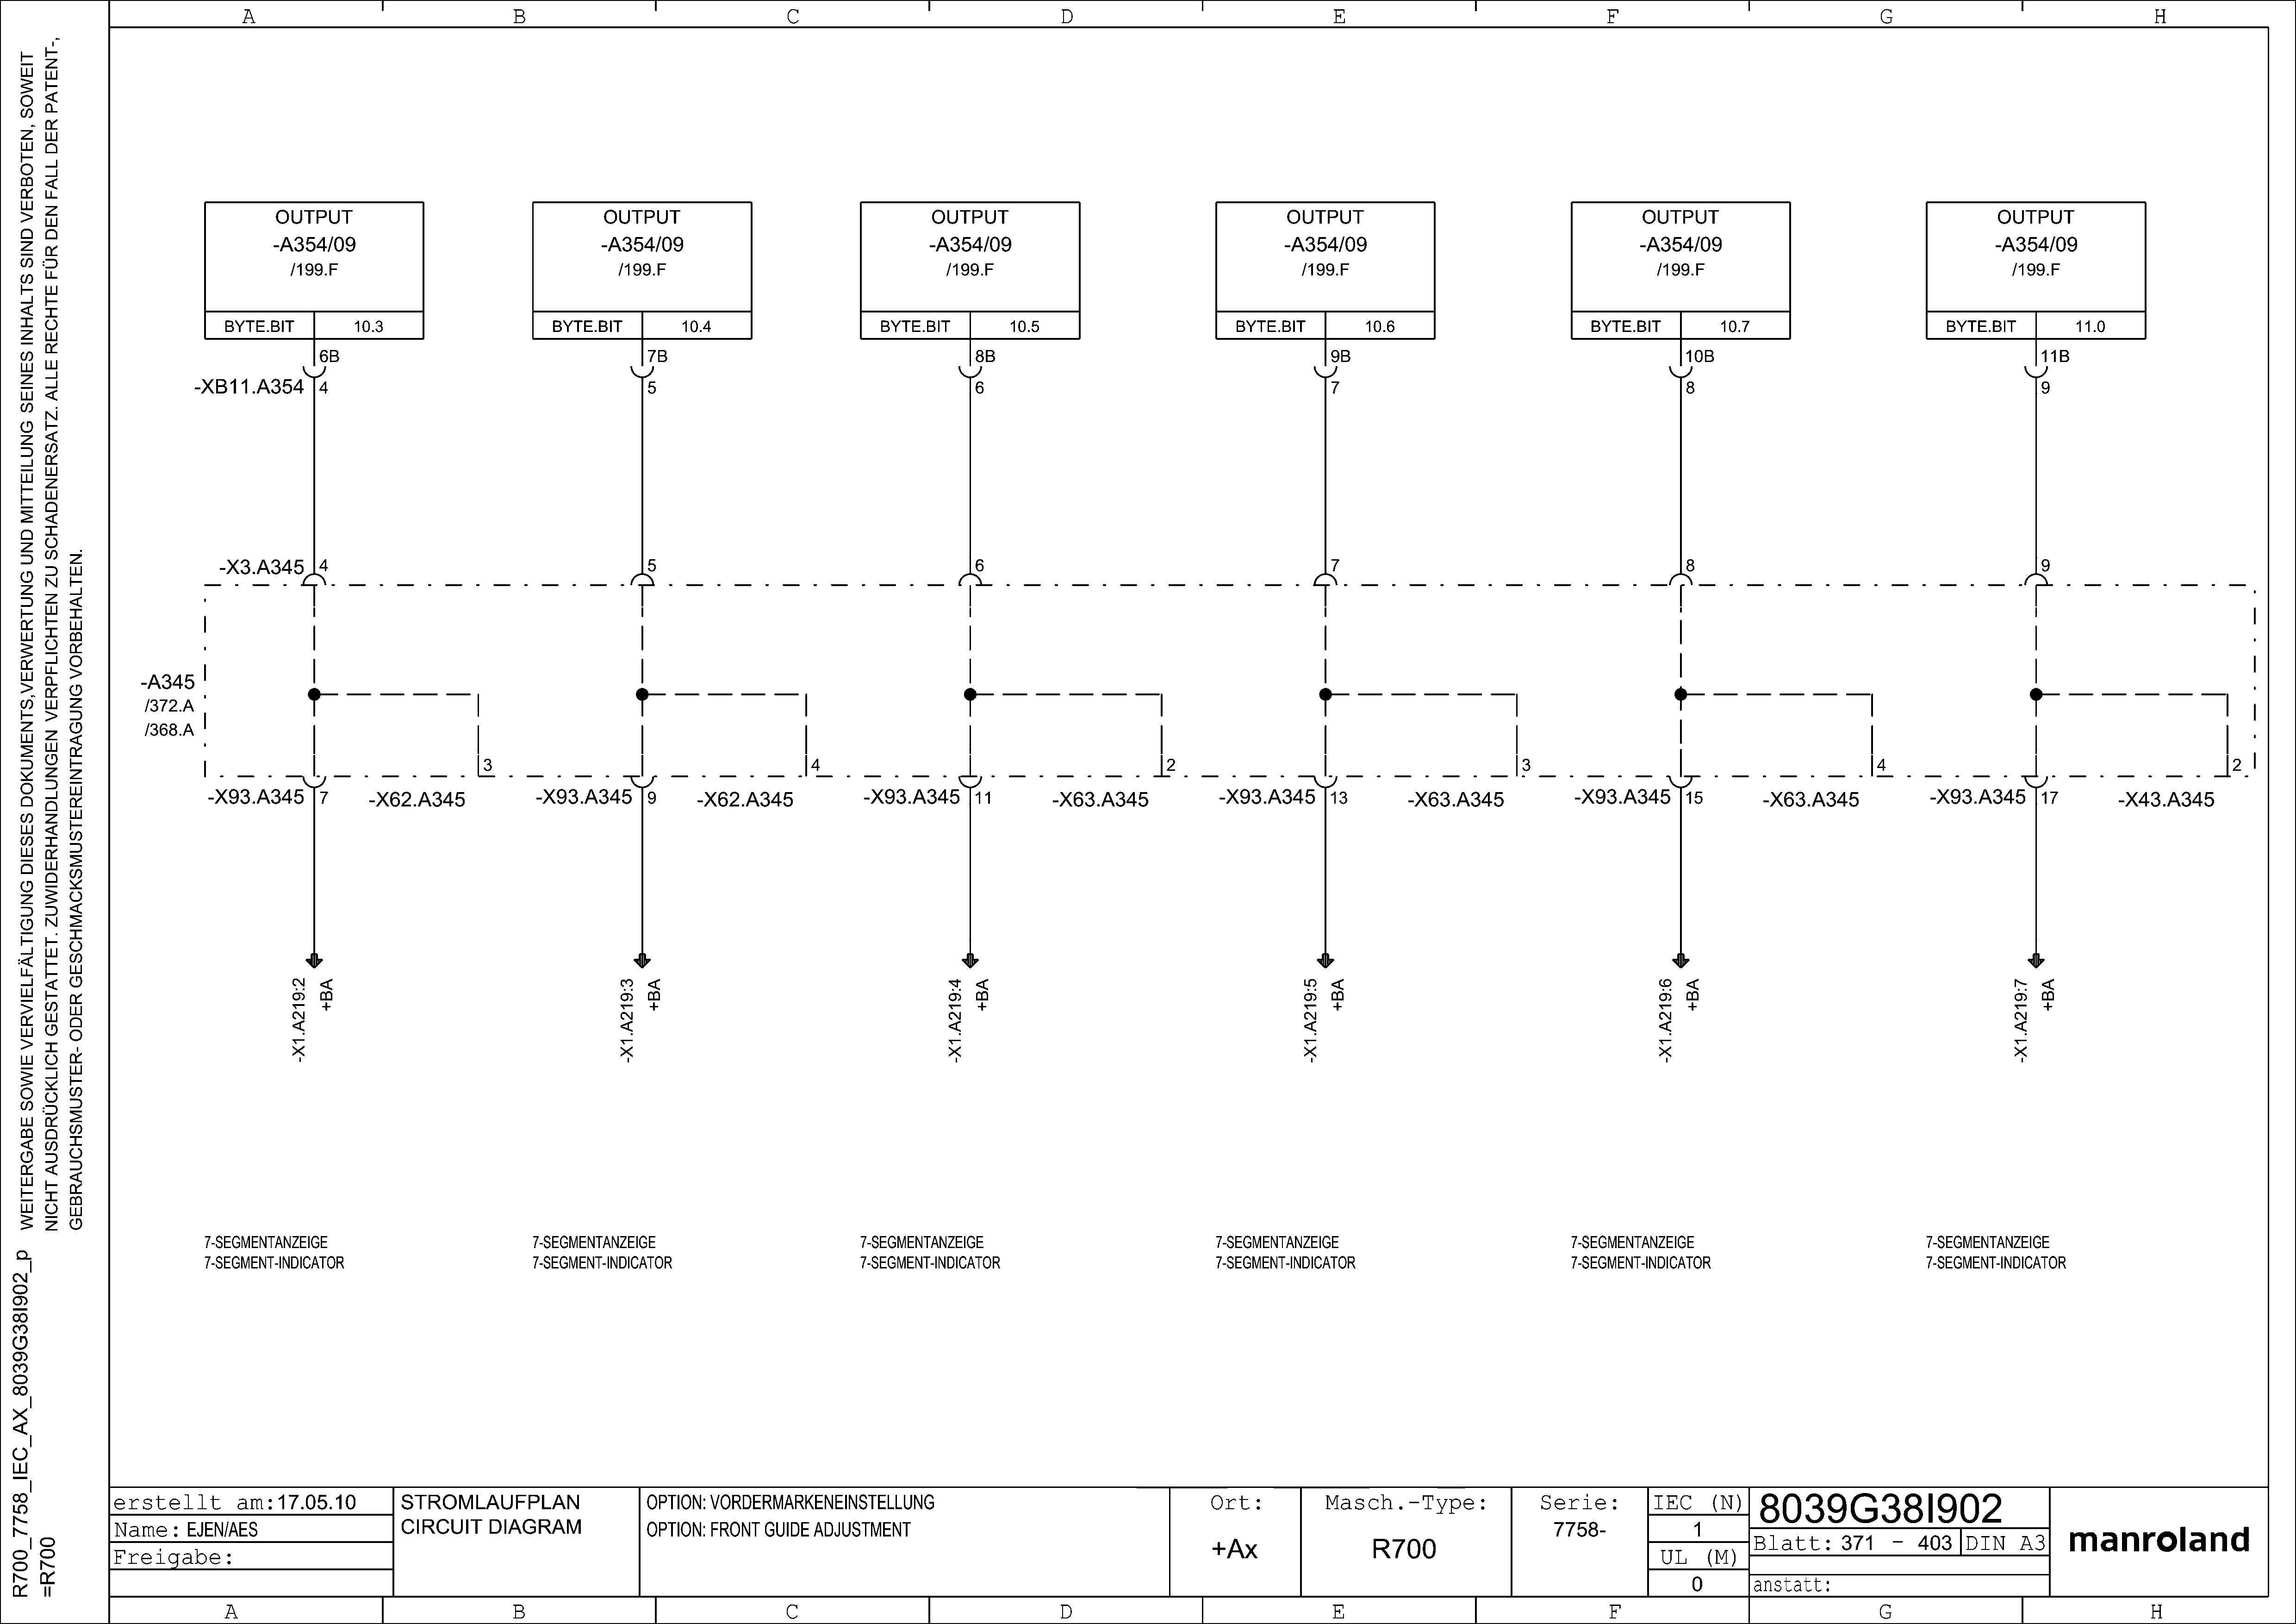 A B C D E F G H
WEITERGABE SOWIE VERVIELFÄLTIGUNG DIESES DOKUMENTS,VERWERTUNG UND MITTEILUNG SEINES INHALTS SIND VERBOTEN, SOWEIT
NICHT AUSDRÜCKLICH GESTATTET. ZUWIDERHANDLUNGEN VERPFLICHTEN ZU SCHADENERSATZ. ALLE RECHTE FÜR DEN FALL DER PATENT-,
GEBRAUCHSMUSTER- ODER GESCHMACKSMUSTEREINTRAGUNG VORBEHALTEN.
R700_7758_IEC_AX_8039G38I902_p
=R700
OUTPUT OUTPUT OUTPUT OUTPUT OUTPUT OUTPUT
-A354/09 -A354/09 -A354/09 -A354/09 -A354/09 -A354/09
/199.F /199.F /199.F /199.F /199.F /199.F
BYTE.BIT 10.3 BYTE.BIT 10.4 BYTE.BIT 10.5 BYTE.BIT 10.6 BYTE.BIT 10.7 BYTE.BIT 11.0
6B 7B 8B 9B 10B 11B
-XB11.A354 4 5 6 7 8 9
-X3.A345 4 5 6 7 8 9
-A345
/372.A
/368.A
3 4 2 3 4 2
-X93.A345 7 -X62.A345 -X93.A345 9 -X62.A345 -X93.A345 11 -X63.A345 -X93.A345 13 -X63.A345 -X93.A345 15 -X63.A345 -X93.A345 17 -X43.A345
-X1.A219:2 +BA -X1.A219:3 +BA -X1.A219:4 +BA -X1.A219:5 +BA -X1.A219:6 +BA -X1.A219:7 +BA
7-SEGMENTANZEIGE 7-SEGMENTANZEIGE 7-SEGMENTANZEIGE 7-SEGMENTANZEIGE 7-SEGMENTANZEIGE 7-SEGMENTANZEIGE
7-SEGMENT-INDICATOR 7-SEGMENT-INDICATOR 7-SEGMENT-INDICATOR 7-SEGMENT-INDICATOR 7-SEGMENT-INDICATOR 7-SEGMENT-INDICATOR
erstellt am:17.05.10
Name: EJEN/AES
Freigabe:
STROMLAUFPLAN
CIRCUIT DIAGRAM
OPTION: VORDERMARKENEINSTELLUNG
OPTION: FRONT GUIDE ADJUSTMENT
Ort:
+Ax
Masch.-Type:
R700
Serie:
7758-
IEC (N)
1
UL (M)
0
8039G38I902
Blatt: 371 - 403 DIN A3
anstatt:
manroland
A B C D E F G H